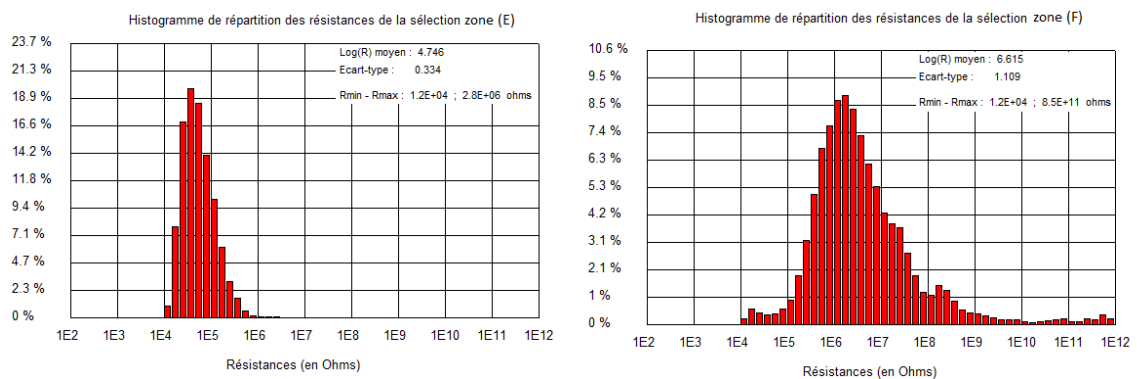 Histogramme de répartition des résistances de la sélection zone (E)
23.7 %
21.3 %
18.9 %
16.6 %
14.2 %
11.8 %
9.4 %
7.1 %
4.7 %
2.3 %
0 %
Log(R) moyen : 4.746
Ecart-type : 0.334
Rmin - Rmax : 1.2E+04 ; 2.8E+06 ohms
1E2 1E3 1E4 1E5 1E6 1E7 1E8 1E9 1E10 1E11 1E12
Résistances (en Ohms)
Histogramme de répartition des résistances de la sélection zone (F)
10.6 %
9.5 %
8.5 %
7.4 %
6.3 %
5.3 %
4.2 %
3.1 %
2.1 %
1 %
0 %
Log(R) moyen : 6.615
Ecart-type : 1.109
Rmin - Rmax : 1.2E+04 ; 8.5E+11 ohms
1E2 1E3 1E4 1E5 1E6 1E7 1E8 1E9 1E10 1E11 1E12
Résistances (en Ohms)